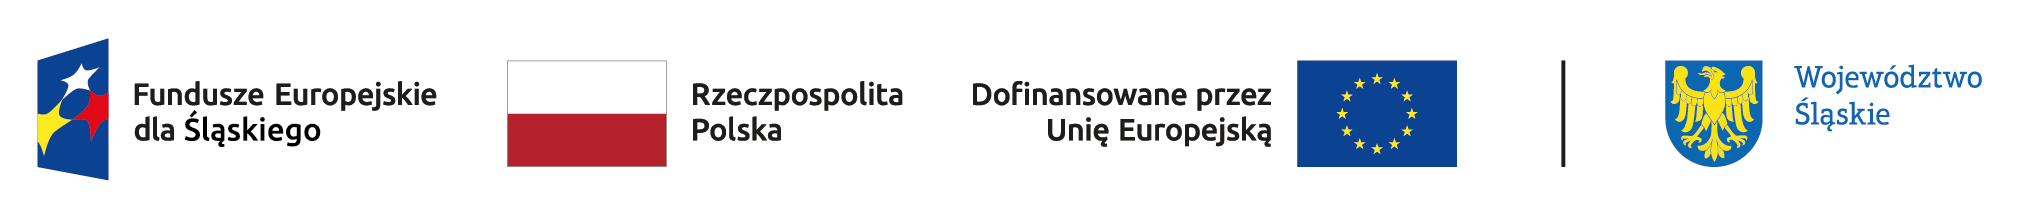 Fundusze Europejskie
dla Śląskiego
Rzeczpospolita
Polska
Dofinansowane przez
Unię Europejską
Województwo
Śląskie